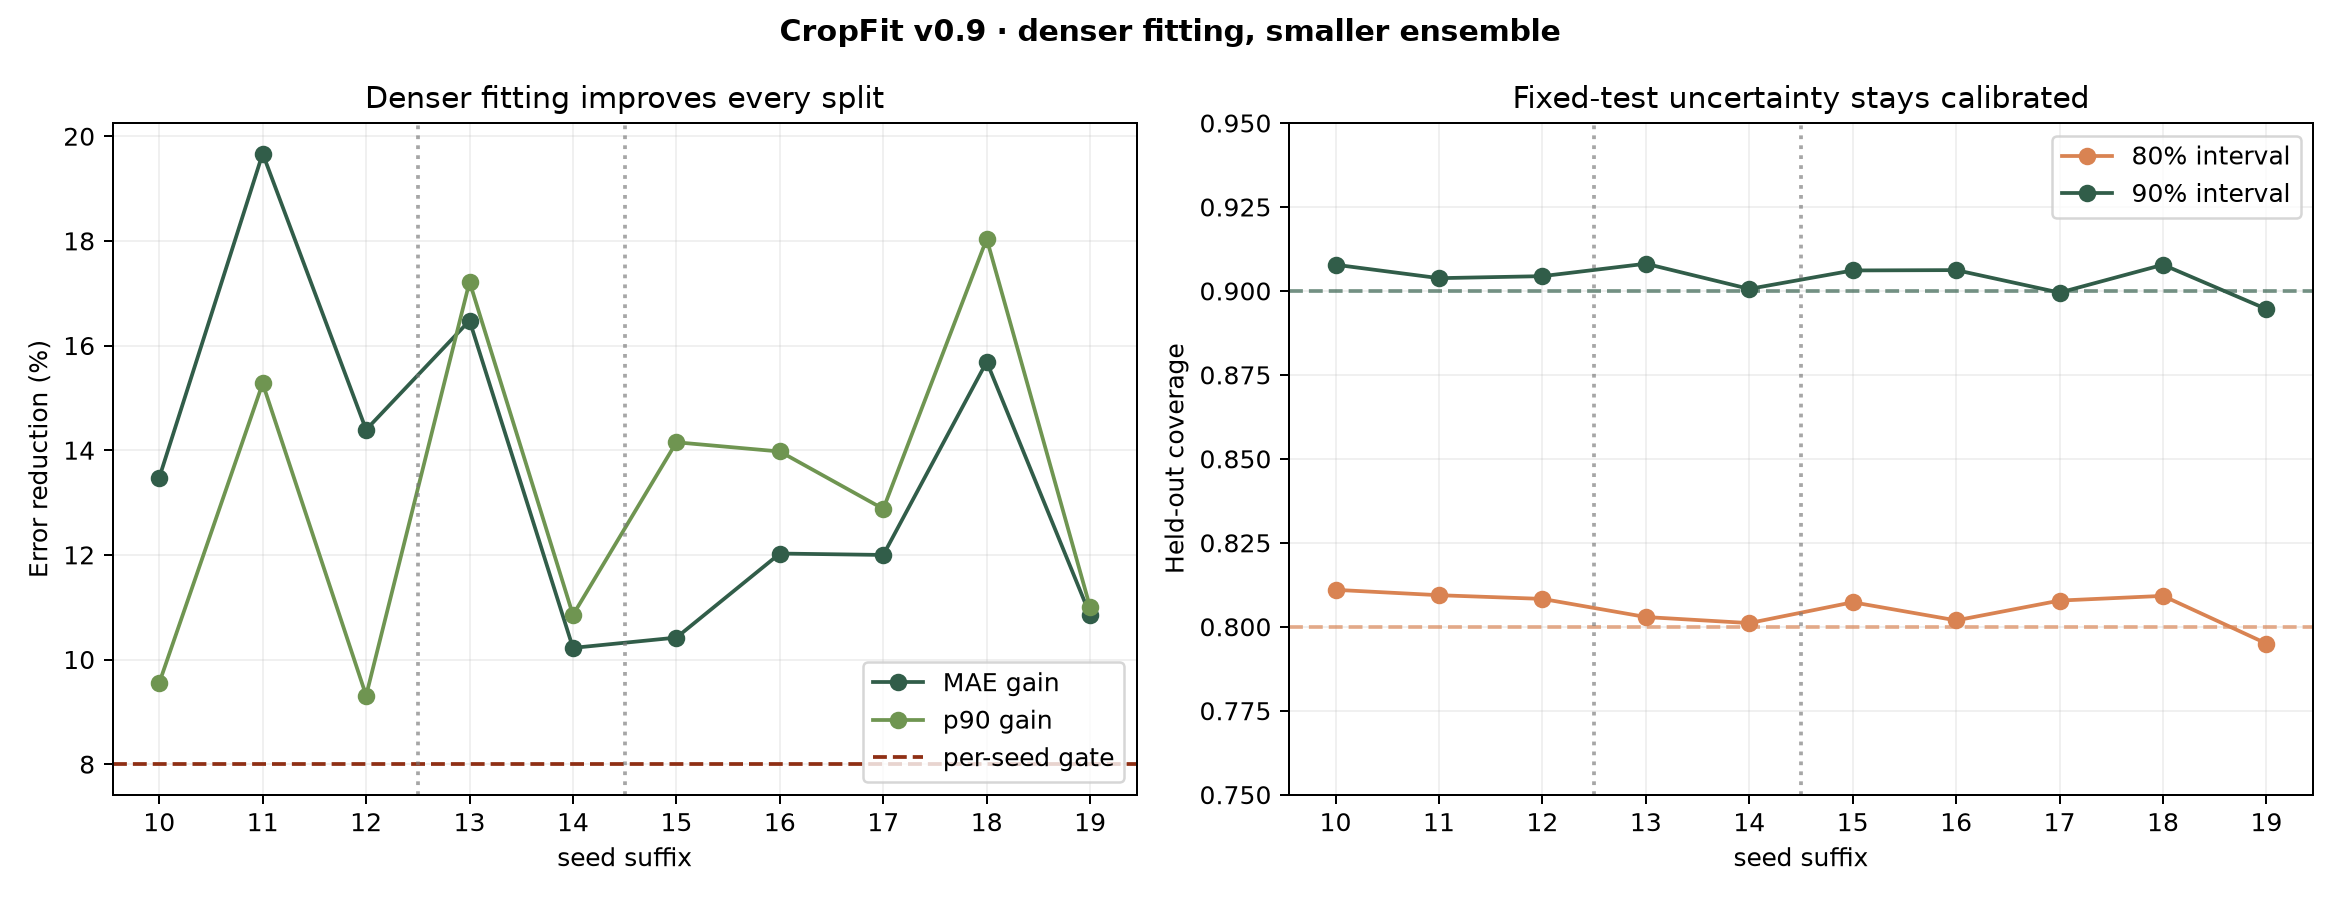 CropFit v0.9 · denser fitting, smaller ensemble
Denser fitting improves every split
Error reduction (%)
20
18
16
14
12
10
8
MAE gain
p90 gain
per-seed gate
10 11 12 13 14 15 16 17 18 19
seed suffix
Fixed-test uncertainty stays calibrated
Held-out coverage
0.950
0.925
0.900
0.875
0.850
0.825
0.800
0.775
0.750
80% interval
90% interval
10 11 12 13 14 15 16 17 18 19
seed suffix